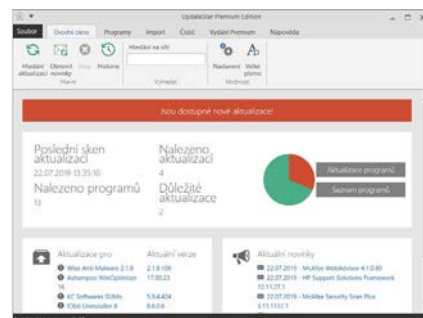 UpdateStar Premium Edition
Soubor Úvodní okno Programy Import Čistič Vydání Premium Nápověda
Hledání na síti
Hledání aktualizací Obnovit novinky Stop Historie Nastavení Velké písmo
Hlavní Vyhledat Možnosti
Jsou dostupné nové aktualizace!
Poslední sken aktualizací
22.07.2019 13:35:10
Nalezeno aktualizací
4
Nalezeno programů
13
Důležité aktualizace
2
Aktualizace programů
Seznam programů
Aktualizace pro Aktuální verze
Wise Anti Malware 2.1.8 2.1.8.106
Ashampoo WinOptimizer 16 17.00.23
KC Softwares SUMo 5.9.4.424
IObit Uninstaller 8 8.6.0.6
Aktuální novinky
22.07.2019 - McAfee WebAdvisor 4.1.0.80
22.07.2019 - HP Support Solutions Framework
12.11.27.1
22.07.2019 - McAfee Security Scan Plus
3.11.1132.1